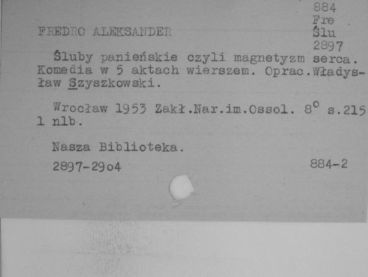 884
Fre
FREDRO ALEKSANDER Ślu
2897
Śluby panieńskie czyli magnetyzm serca.
Komedia w 5 aktach wierszem. Oprac.Władys-
ław Szyszkowski.
Wrocław 1953 Zakł.Nar.im.Ossol. 8° s.215
1 nlb.
Nasza Biblioteka.
2897-29o4 884-2